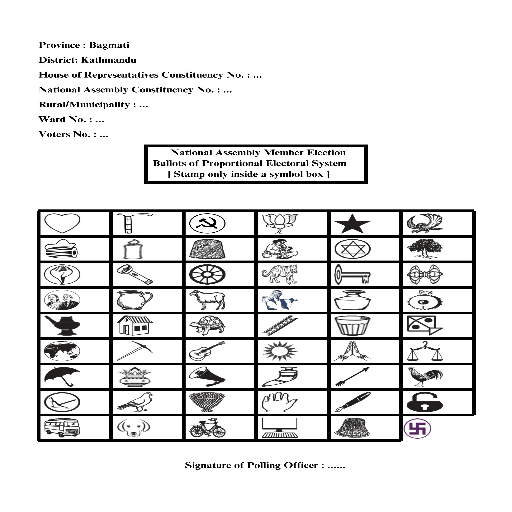 Province : Bagmati
District: Kathmandu
House of Representatives Constituency No. : ...
National Assembly Constituency No. : ...
Rural/Municipality : ...
Ward No. : ...
Voters No. : ...
National Assembly Member Election
Ballots of Proportional Electoral System
[ Stamp only inside a symbol box ]
Signature of Polling Officer : ......